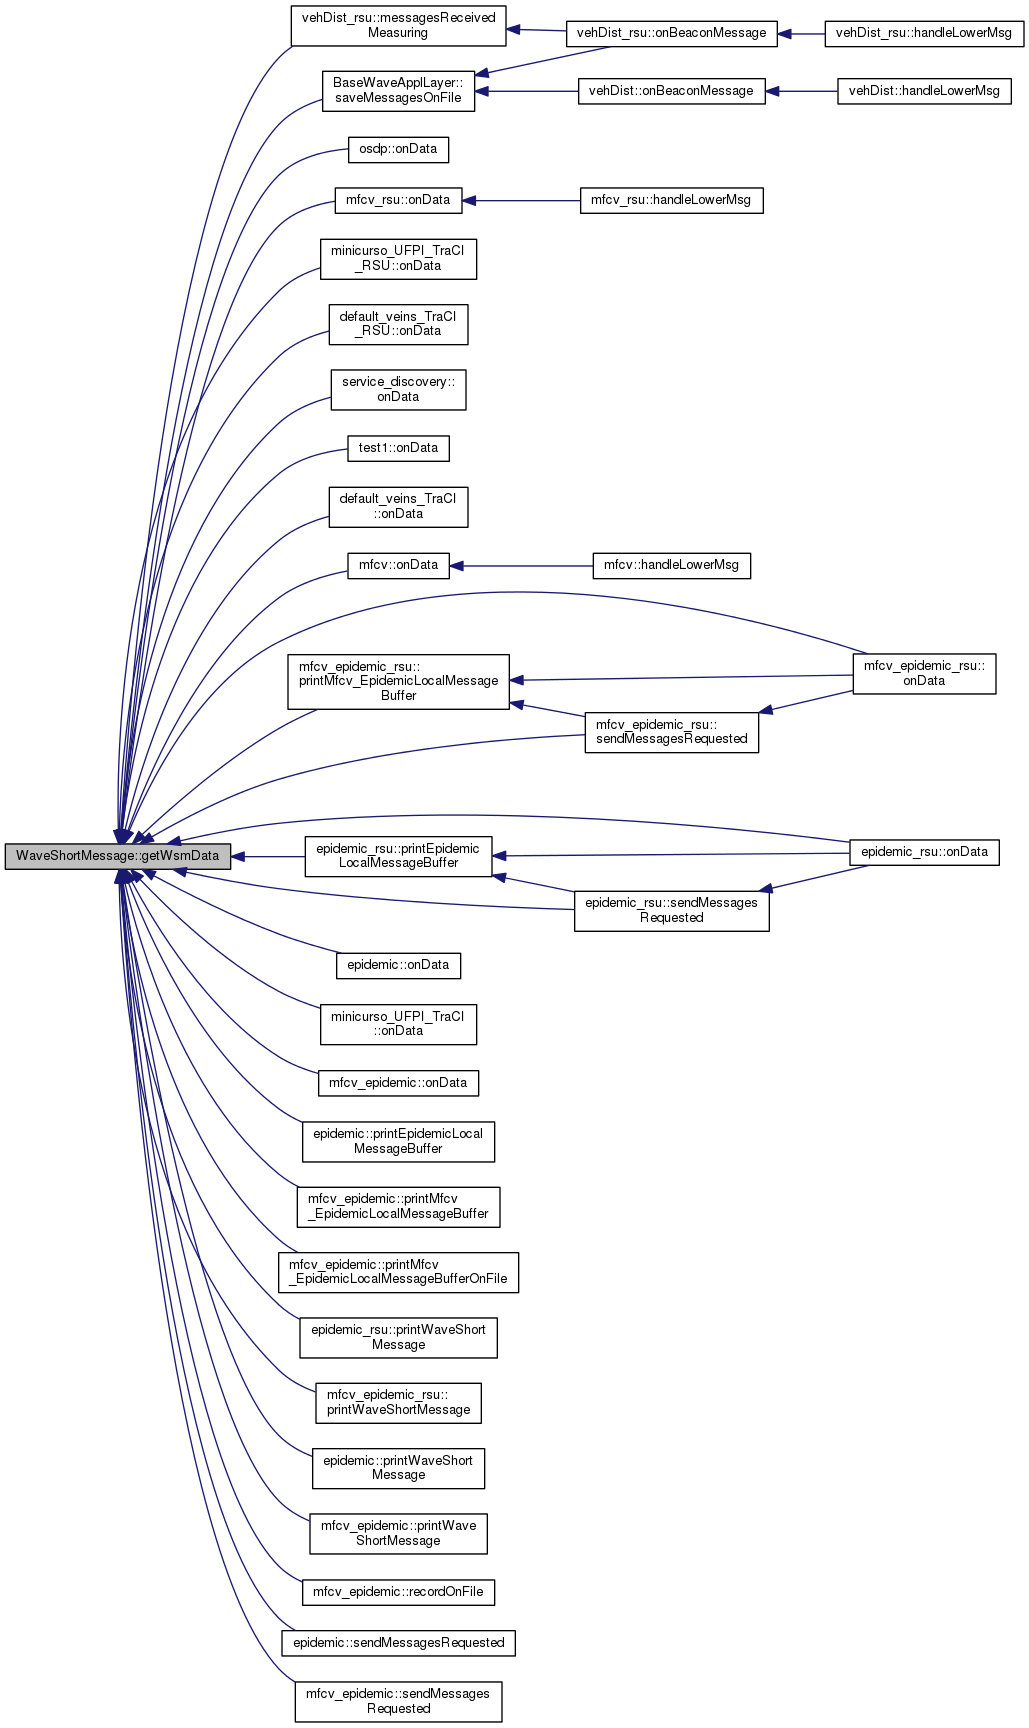 vehDist_rsu::messagesReceived
Measuring
vehDist_rsu::onBeaconMessage
vehDist_rsu::handleLowerMsg
BaseWaveApplLayer::
saveMessagesOnFile
vehDist::onBeaconMessage
vehDist::handleLowerMsg
osdp::onData
mfcv_rsu::onData
mfcv_rsu::handleLowerMsg
minicurso_UFPI_TraCI
_RSU::onData
default_veins_TraCI
_RSU::onData
service_discovery::
onData
test1::onData
default_veins_TraCI
::onData
mfcv::onData
mfcv::handleLowerMsg
mfcv_epidemic_rsu::
printMfcv_EpidemicLocalMessage
Buffer
mfcv_epidemic_rsu::
onData
mfcv_epidemic_rsu::
sendMessagesRequested
WaveShortMessage::getWsmData
epidemic_rsu::printEpidemic
LocalMessageBuffer
epidemic_rsu::onData
epidemic_rsu::sendMessages
Requested
epidemic::onData
minicurso_UFPI_TraCI
::onData
mfcv_epidemic::onData
epidemic::printEpidemicLocal
MessageBuffer
mfcv_epidemic::printMfcv
_EpidemicLocalMessageBuffer
mfcv_epidemic::printMfcv
_EpidemicLocalMessageBufferOnFile
epidemic_rsu::printWaveShort
Message
mfcv_epidemic_rsu::
printWaveShortMessage
epidemic::printWaveShort
Message
mfcv_epidemic::printWave
ShortMessage
mfcv_epidemic::recordOnFile
epidemic::sendMessagesRequested
mfcv_epidemic::sendMessages
Requested